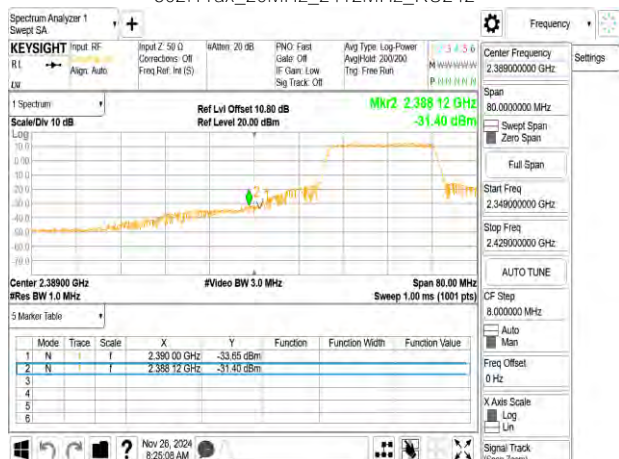 Spectrum Analyzer 1
Swept SA
+
Frequency
KEYSIGHT
Input: RF
Align: Auto
Input Z: 50 Ω
Corrections: Off
Freq Ref: Int (S)
#Atten: 20 dB
PNO: Fast
Gate: Off
IF Gain: Low
Sig Track: Off
Avg Type: Log-Power
Avg|Hold: 200/200
Trig: Free Run
Center Frequency
2.389000000 GHz
Settings
Span
80.0000000 MHz
Swept Span
Zero Span
Full Span
Start Freq
2.349000000 GHz
Stop Freq
2.429000000 GHz
AUTO TUNE
CF Step
8.000000 MHz
Auto
Man
Freq Offset
0 Hz
X Axis Scale
Log
Lin
Signal Track
1 Spectrum
Scale/Div 10 dB
Log
Ref Lvl Offset 10.80 dB
Ref Level 20.00 dBm
Mkr2 2.388 12 GHz
-31.40 dBm
Center 2.38900 GHz
#Video BW 3.0 MHz
Span 80.00 MHz
#Res BW 1.0 MHz
Sweep 1.00 ms (1001 pts)
5 Marker Table
Mode Trace Scale X Y Function Function Width Function Value
1 N 1 f 2.390 00 GHz -33.65 dBm
2 N 1 f 2.388 12 GHz -31.40 dBm
3
4
5
6
Nov 26, 2024
8:25:08 AM